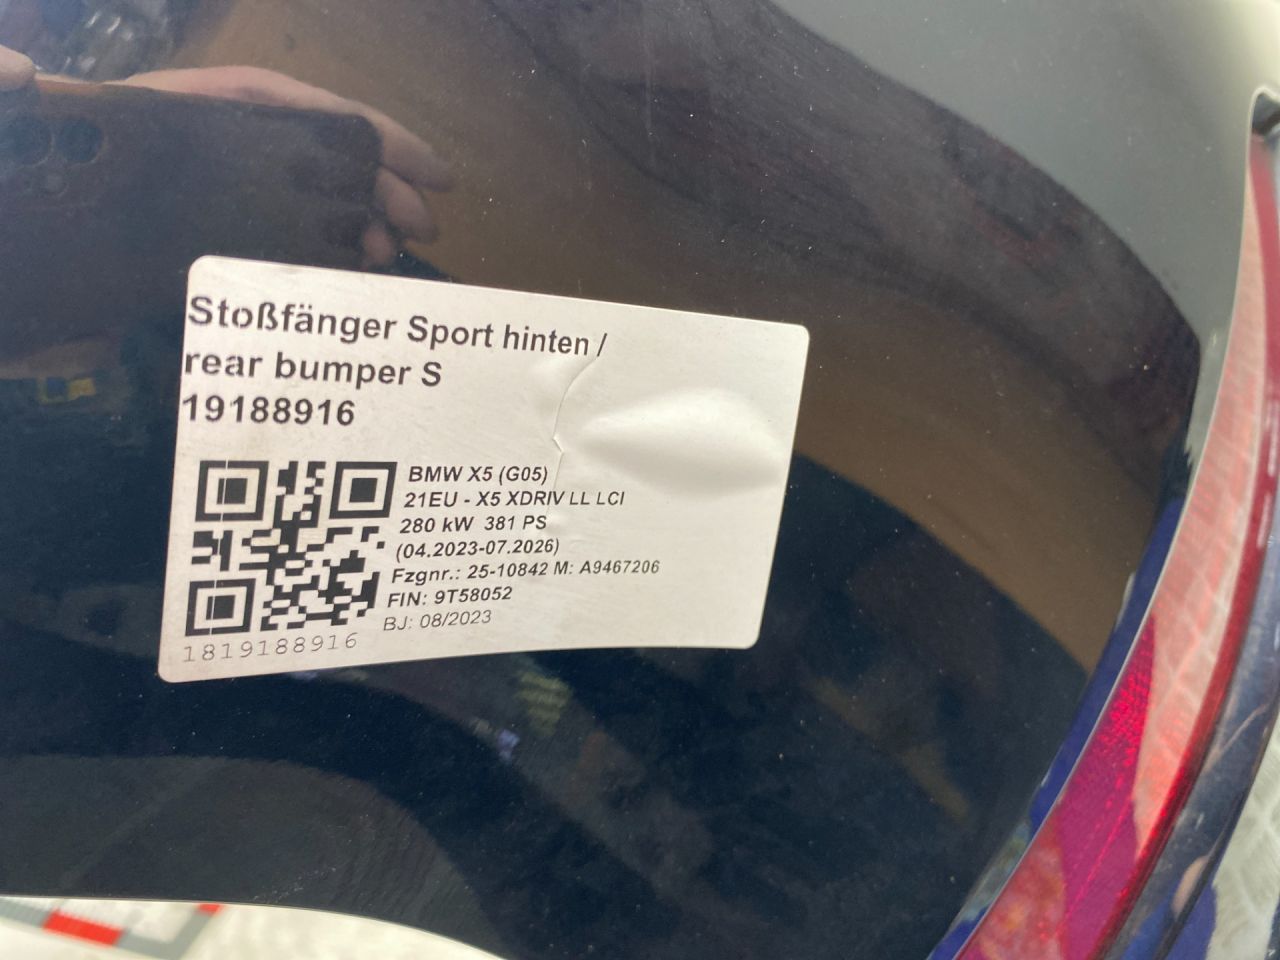 Stoßfänger Sport hinten /
rear bumper S
19188916
BMW X5 (G05)
21EU - X5 XDRIV LL LCI
280 kW 381 PS
(04.2023-07.2026)
Fzgnr.: 25-10842 M: A9467206
FIN: 9T58052
BJ: 08/2023
1819188916